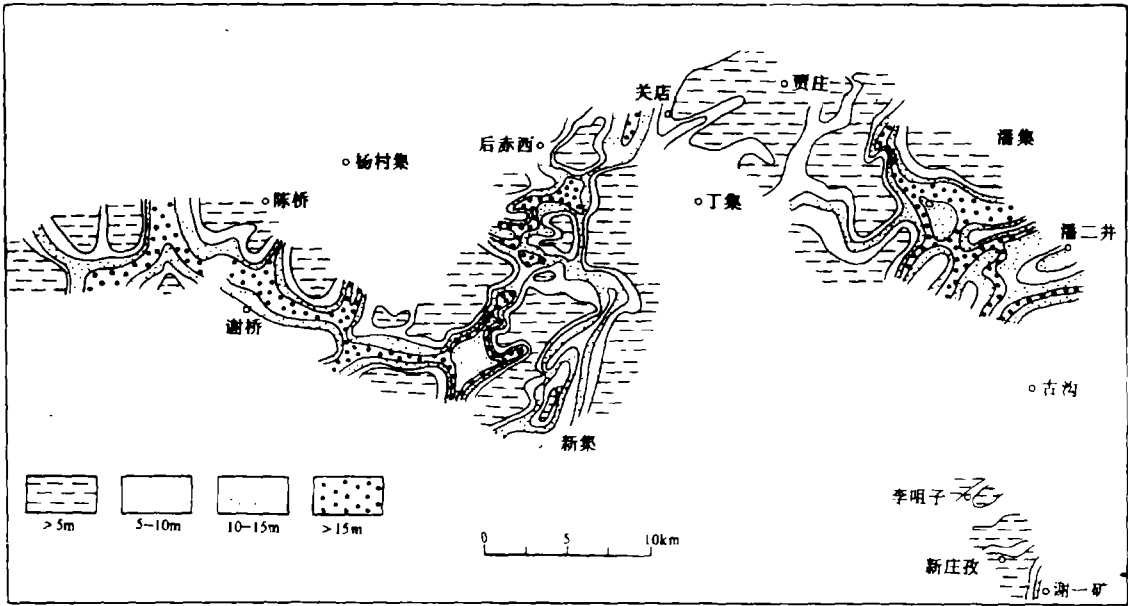 关店
贾庄
后赤西
潘集
杨村集
陈桥
丁集
潘二井
谢桥
古沟
新集
李咀子
新庄孜
谢一矿
>5m
5-10m
10-15m
>15m
0 5 10km